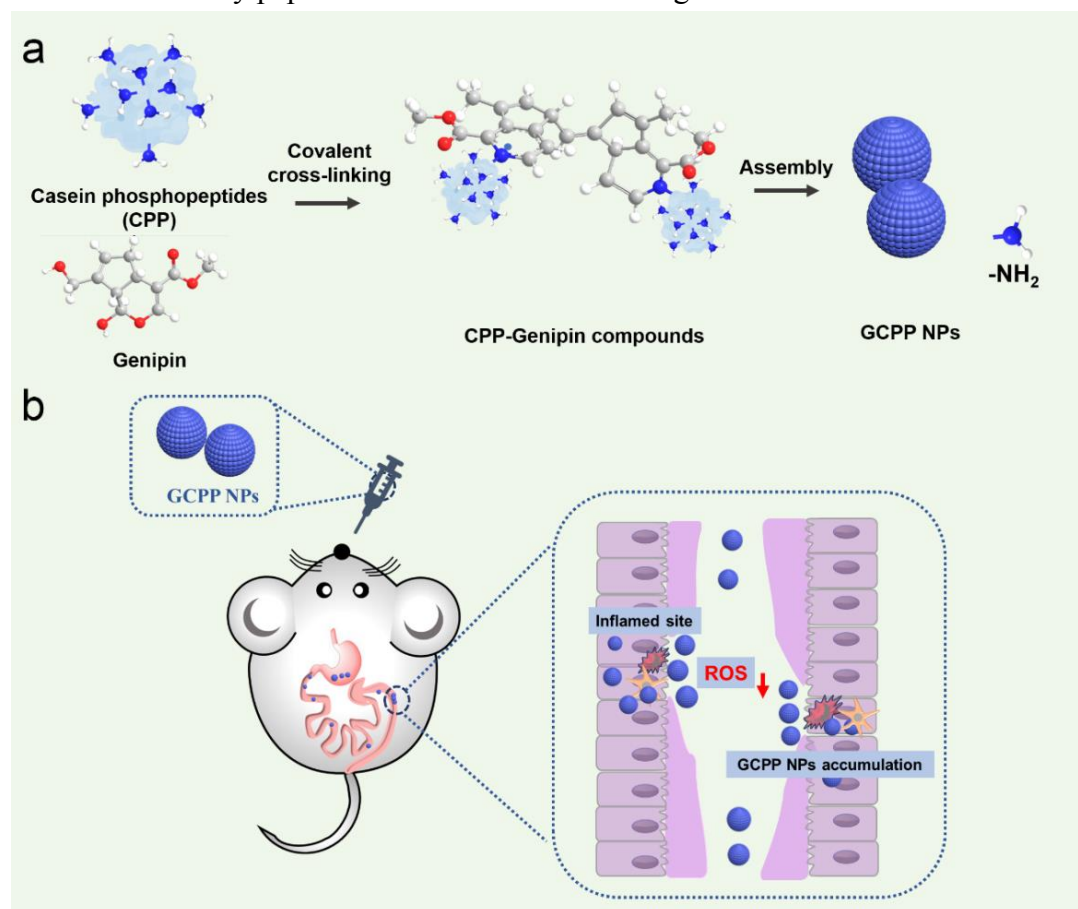 a
Covalent
cross-linking
Assembly
Casein phosphopeptides
(CPP)
-NH2
CPP-Genipin compounds
GCPP NPs
Genipin
b
GCPP NPs
Inflamed site
ROS
GCPP NPs accumulation